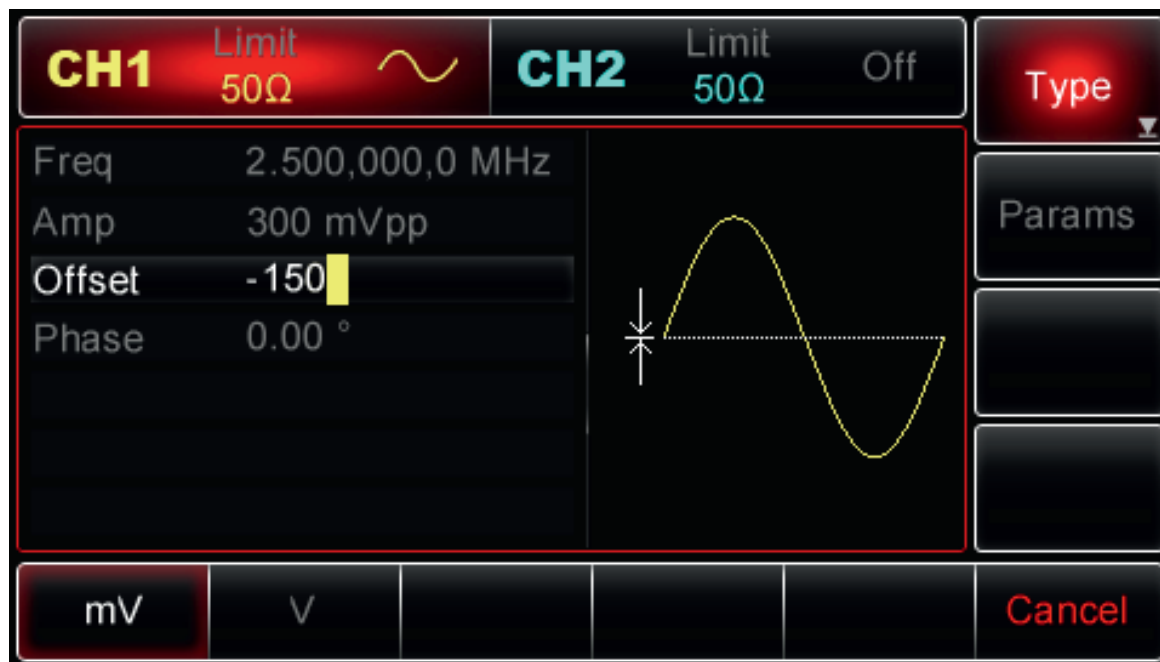 CH1 Limit 50Ω
CH2 Limit 50Ω Off
Type
Freq 2.500,000,0 MHz
Amp 300 mVpp
Offset -150
Phase 0.00 °
Params
mV V Cancel